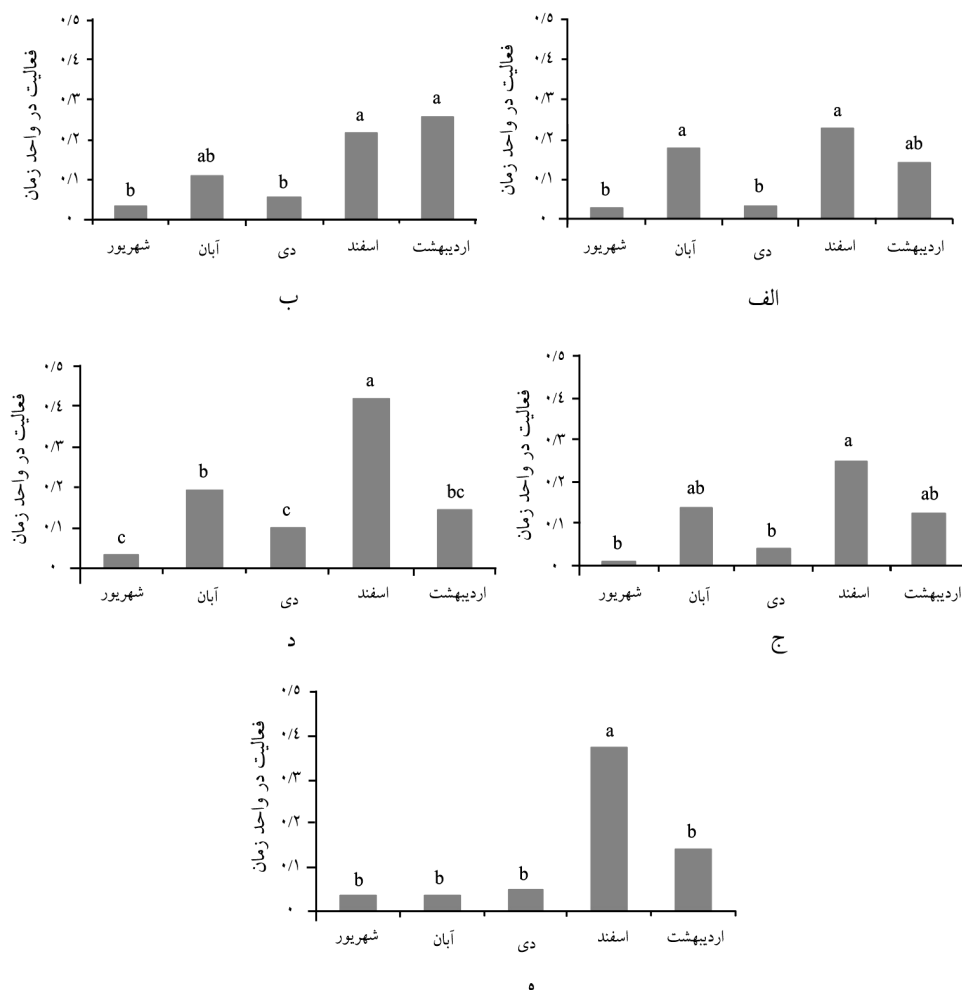 فعالیت در واحد زمان
۰/۵
۰/٤
۰/۳
۰/۲
۰/۱
۰
b
a
b
a
ab
شهریور
آبان
دی
اسفند
اردیبهشت
الف
فعالیت در واحد زمان
۰/۵
۰/٤
۰/۳
۰/۲
۰/۱
۰
b
ab
b
a
a
شهریور
آبان
دی
اسفند
اردیبهشت
ب
فعالیت در واحد زمان
۰/۵
۰/٤
۰/۳
۰/۲
۰/۱
۰
b
ab
b
a
ab
شهریور
آبان
دی
اسفند
اردیبهشت
ج
فعالیت در واحد زمان
۰/۵
۰/٤
۰/۳
۰/۲
۰/۱
۰
c
b
c
a
bc
شهریور
آبان
دی
اسفند
اردیبهشت
د
فعالیت در واحد زمان
۰/۵
۰/٤
۰/۳
۰/۲
۰/۱
۰
b
b
b
a
b
شهریور
آبان
دی
اسفند
اردیبهشت
ه